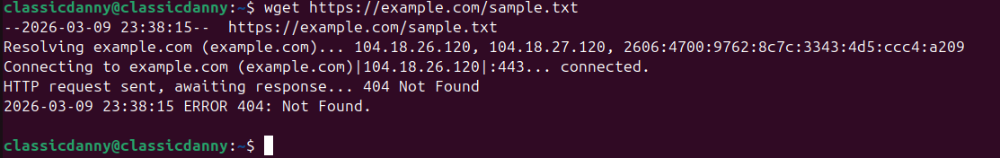 classicdanny@classicdanny:~$ wget https://example.com/sample.txt
--2026-03-09 23:38:15--  https://example.com/sample.txt
Resolving example.com (example.com)... 104.18.26.120, 104.18.27.120, 2606:4700:9762:8c7c:3343:4d5:ccc4:a209
Connecting to example.com (example.com)|104.18.26.120|:443... connected.
HTTP request sent, awaiting response... 404 Not Found
2026-03-09 23:38:15 ERROR 404: Not Found.
classicdanny@classicdanny:~$